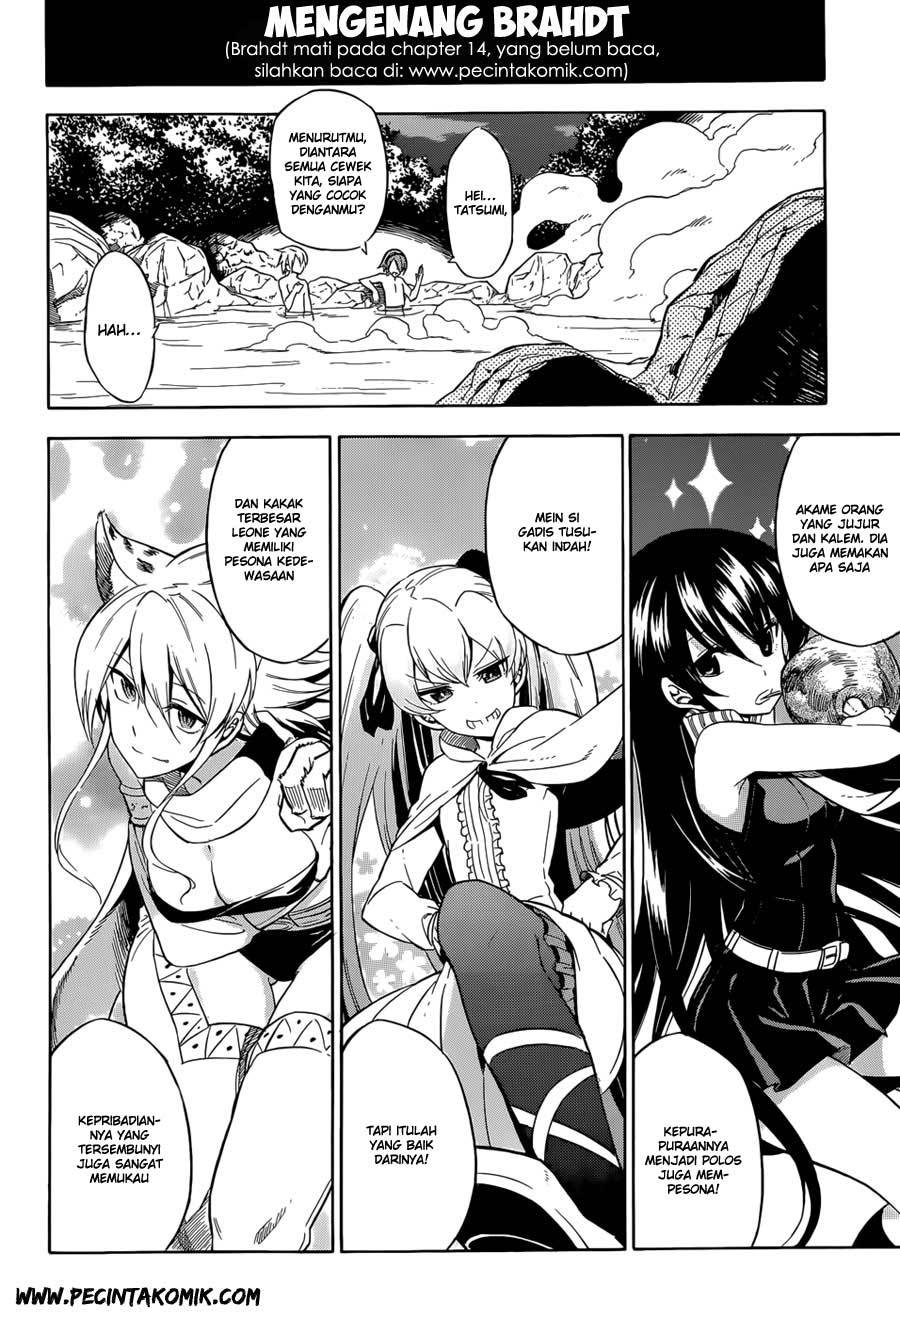 MENGENANG BRAHDT
(Brahdt mati pada chapter 14, yang belum baca,
silahkan baca di: www.pecintakomik.com)
HEI...
TATSUMI,
MENURUTMU,
DIANTARA
SEMUA CEWEK
KITA, SIAPA
YANG COCOK
DENGANMU?
HAH...
AKAME ORANG
YANG JUJUR
DAN KALEM. DIA
JUGA MEMAKAN
APA SAJA
KEPURA-
PURAANNYA
MENJADI POLOS
JUGA MEM-
PESONA!
MEIN SI
GADIS TUSU-
KAN INDAH!
TAPI ITULAH
YANG BAIK
DARINYA!
DAN KAKAK
TERBESAR
LEONE YANG
MEMILIKI
PESONA KEDE-
WASAAN
KEPRIBADIAN-
NYA YANG
TERSEMBUNYI
JUGA SANGAT
MEMUKAU
WWW.PECINTAKOMIK.COM